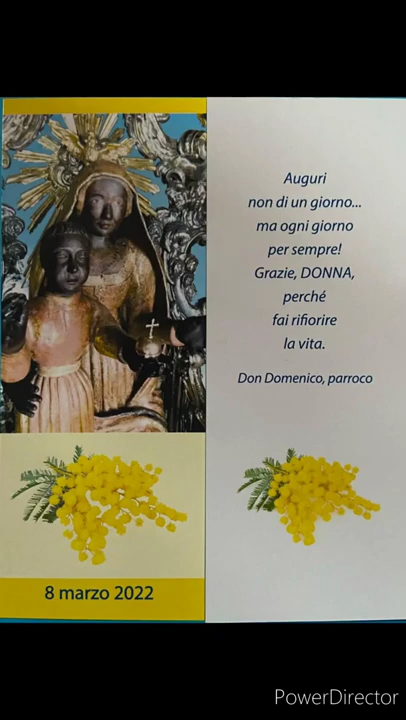 8 marzo 2022
Auguri
non di un giorno...
ma ogni giorno
per sempre!
Grazie, DONNA,
perché
fai rifiorire
la vita.
Don Domenico, parroco
PowerDirector